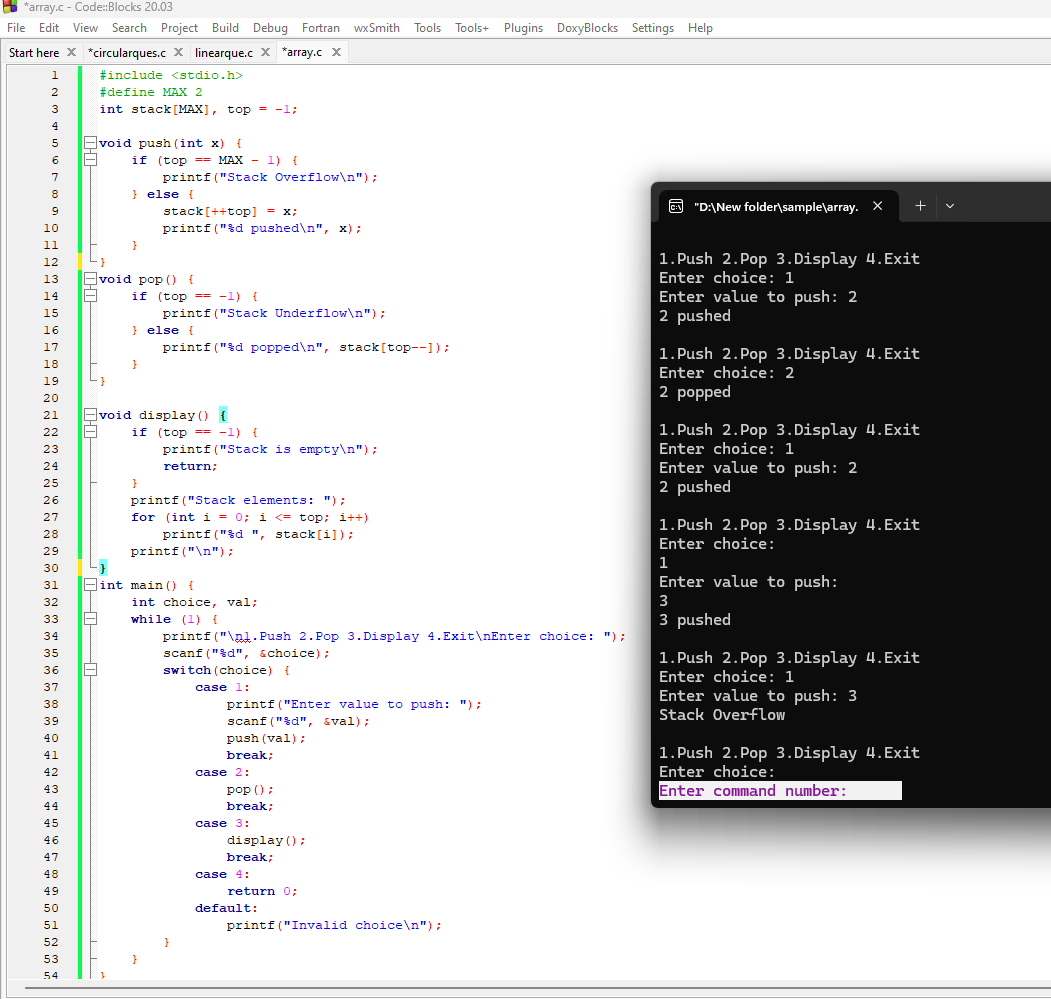 *array.c - Code::Blocks 20.03
File Edit View Search Project Build Debug Fortran wxSmith Tools Tools+ Plugins DoxyBlocks Settings Help
Start here *circularques.c linearque.c *array.c
1 #include <stdio.h>
2 #define MAX 2
3 int stack[MAX], top = -1;
4
5 void push(int x) {
6     if (top == MAX - 1) {
7         printf("Stack Overflow\n");
8     } else {
9         stack[++top] = x;
10         printf("%d pushed\n", x);
11     }
12 }
13 void pop() {
14     if (top == -1) {
15         printf("Stack Underflow\n");
16     } else {
17         printf("%d popped\n", stack[top--]);
18     }
19 }
20
21 void display() {
22     if (top == -1) {
23         printf("Stack is empty\n");
24         return;
25     }
26     printf("Stack elements: ");
27     for (int i = 0; i <= top; i++)
28         printf("%d ", stack[i]);
29     printf("\n");
30 }
31 int main() {
32     int choice, val;
33     while (1) {
34         printf("\n1.Push 2.Pop 3.Display 4.Exit\nEnter choice: ");
35         scanf("%d", &choice);
36         switch(choice) {
37             case 1:
38                 printf("Enter value to push: ");
39                 scanf("%d", &val);
40                 push(val);
41                 break;
42             case 2:
43                 pop();
44                 break;
45             case 3:
46                 display();
47                 break;
48             case 4:
49                 return 0;
50             default:
51                 printf("Invalid choice\n");
52         }
53     }
54 }
"D:\New folder\sample\array.
1.Push 2.Pop 3.Display 4.Exit
Enter choice: 1
Enter value to push: 2
2 pushed
1.Push 2.Pop 3.Display 4.Exit
Enter choice: 2
2 popped
1.Push 2.Pop 3.Display 4.Exit
Enter choice: 1
Enter value to push: 2
2 pushed
1.Push 2.Pop 3.Display 4.Exit
Enter choice:
1
Enter value to push:
3
3 pushed
1.Push 2.Pop 3.Display 4.Exit
Enter choice: 1
Enter value to push: 3
Stack Overflow
1.Push 2.Pop 3.Display 4.Exit
Enter choice:
Enter command number: